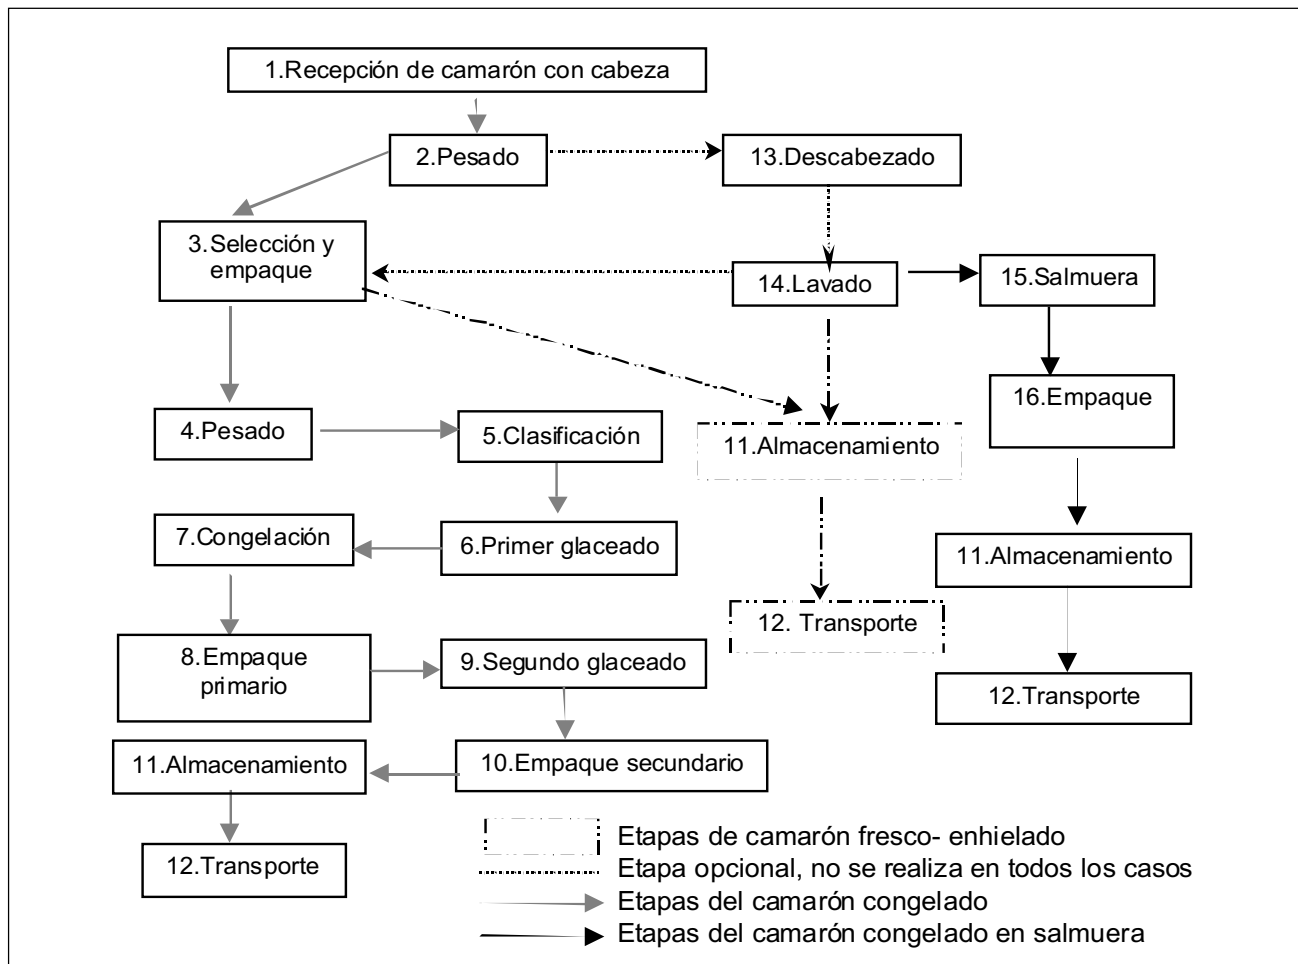 1.Recepción de camarón con cabeza
2.Pesado
13.Descabezado
3.Selección y
empaque
14.Lavado
15.Salmuera
16.Empaque
4.Pesado
5.Clasificación
11.Almacenamiento
7.Congelación
6.Primer glaceado
11.Almacenamiento
12. Transporte
8.Empaque
primario
9.Segundo glaceado
12.Transporte
11.Almacenamiento
10.Empaque secundario
12.Transporte
Etapas de camarón fresco- enhielado
Etapa opcional, no se realiza en todos los casos
Etapas del camarón congelado
Etapas del camarón congelado en salmuera